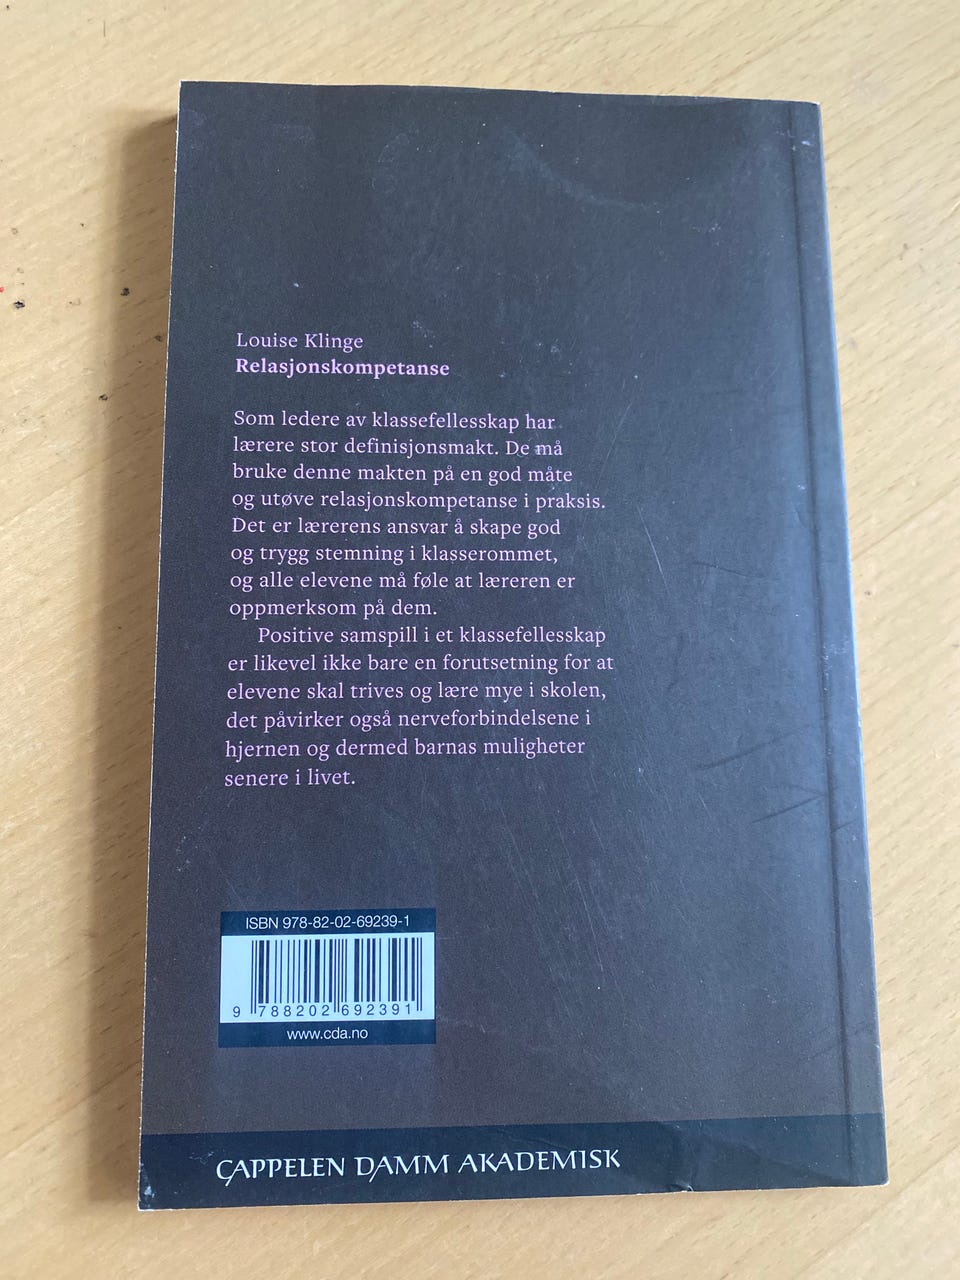 Louise Klinge
Relasjonskompetanse
Som ledere av klassefellesskap har
lærere stor definisjonsmakt. De må
bruke denne makten på en god måte
og utøve relasjonskompetanse i praksis.
Det er lærerens ansvar å skape god
og trygg stemning i klasserommet,
og alle elevene må føle at læreren er
oppmerksom på dem.
Positive samspill i et klassefellesskap
er likevel ikke bare en forutsetning for at
elevene skal trives og lære mye i skolen,
det påvirker også nerveforbindelsene i
hjernen og dermed barnas muligheter
senere i livet.
ISBN 978-82-02-69239-1
9 788202 692391
www.cda.no
CAPPELEN DAMM AKADEMISK